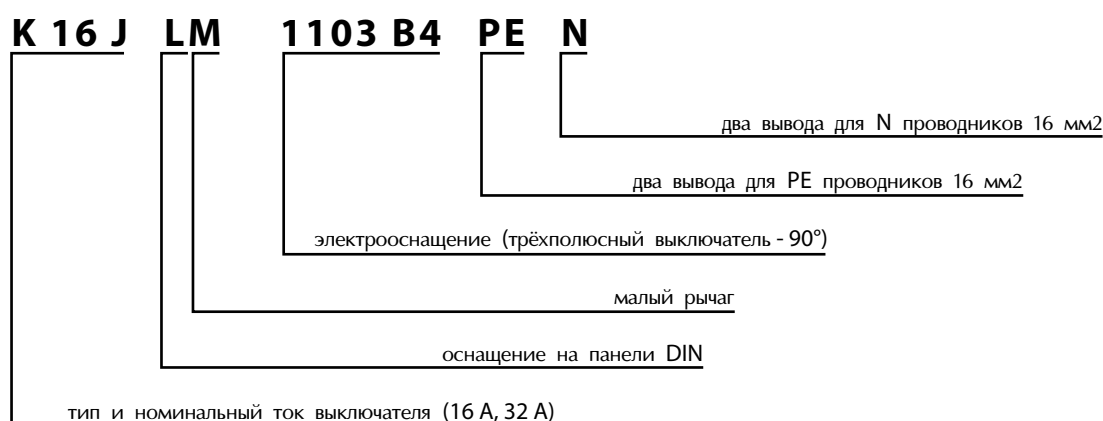 K 16 J LM 1103 B4 PE N
два вывода для N проводников 16 мм2
два вывода для PE проводников 16 мм2
электрооснащение (трёхполюсный выключатель - 90°)
малый рычаг
оснащение на панели DIN
тип и номинальный ток выключателя (16 A, 32 A)